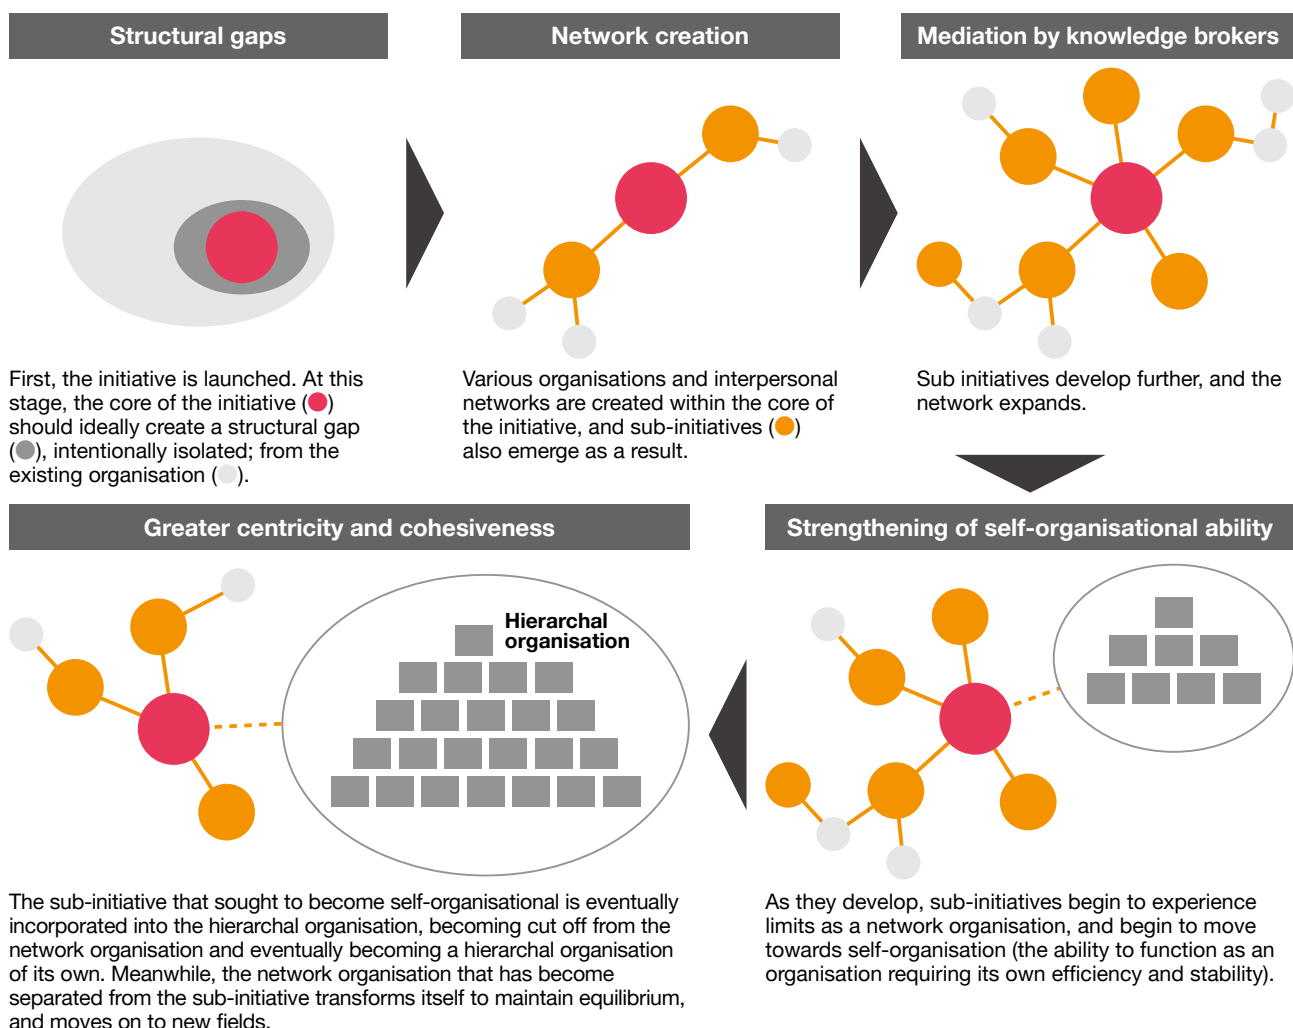 Structural gaps
First, the initiative is launched. At this
stage, the core of the initiative ( )
should ideally create a structural gap
( ), intentionally isolated; from the
existing organisation ( ).
Network creation
Various organisations and interpersonal
networks are created within the core of
the initiative, and sub-initiatives ( )
also emerge as a result.
Mediation by knowledge brokers
Sub initiatives develop further, and the
network expands.
Strengthening of self-organisational ability
As they develop, sub-initiatives begin to experience
limits as a network organisation, and begin to move
towards self-organisation (the ability to function as an
organisation requiring its own efficiency and stability).
Greater centricity and cohesiveness
Hierarchal
organisation
The sub-initiative that sought to become self-organisational is eventually
incorporated into the hierarchal organisation, becoming cut off from the
network organisation and eventually becoming a hierarchal organisation
of its own. Meanwhile, the network organisation that has become
separated from the sub-initiative transforms itself to maintain equilibrium,
and moves on to new fields.